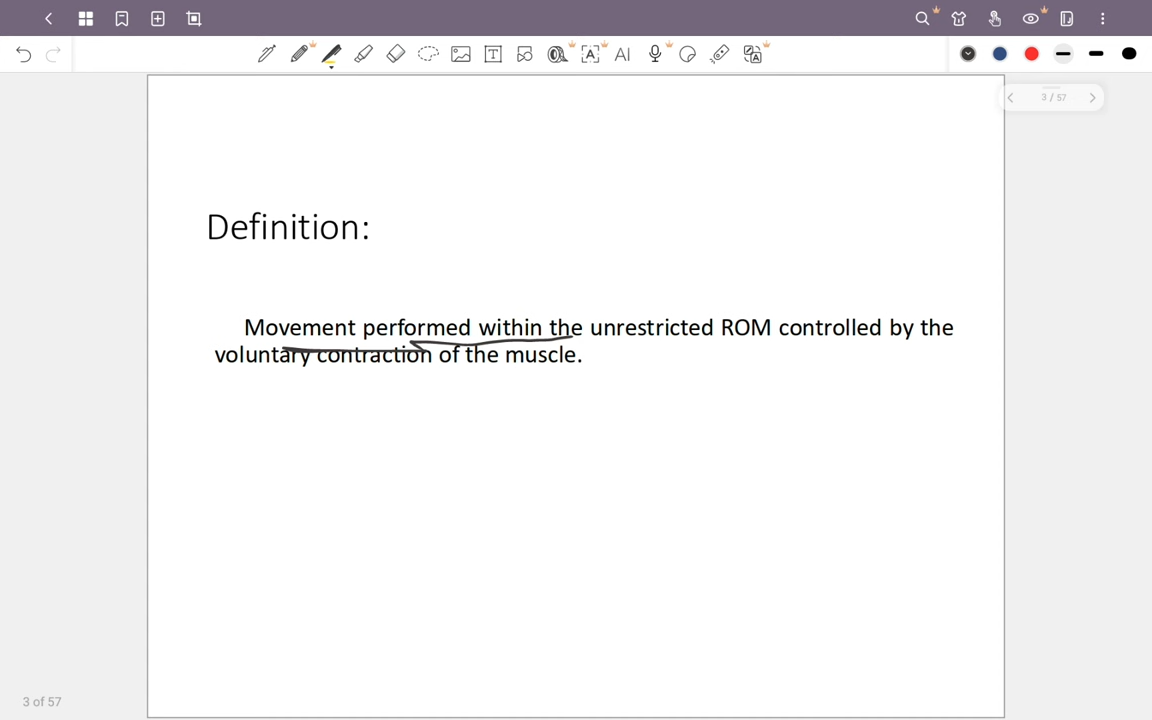 AI
3 / 57
Definition:
Movement performed within the unrestricted ROM controlled by the
voluntary contraction of the muscle.
3 of 57